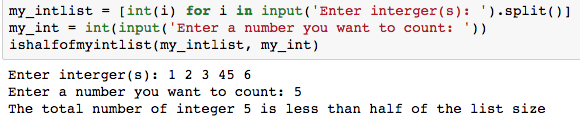 my_intlist = [int(i) for i in input('Enter interger(s): ').split()]
my_int = int(input('Enter a number you want to count: '))
ishalfofmyintlist(my_intlist, my_int)
Enter interger(s): 1 2 3 45 6
Enter a number you want to count: 5
The total number of integer 5 is less than half of the list size